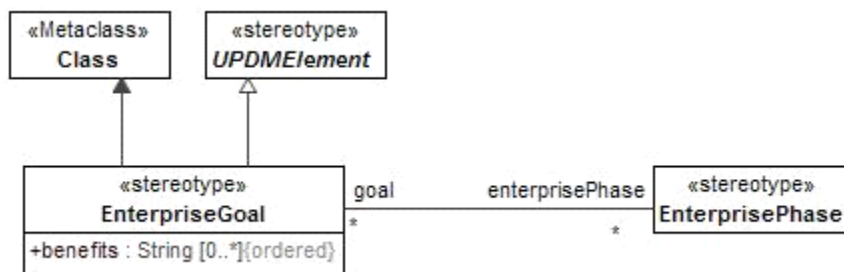 «Metaclass»
Class
«stereotype»
UPDMElement
«stereotype»
EnterpriseGoal
+benefits : String [0..*]{ordered}
goal
*
enterprisePhase
*
«stereotype»
EnterprisePhase